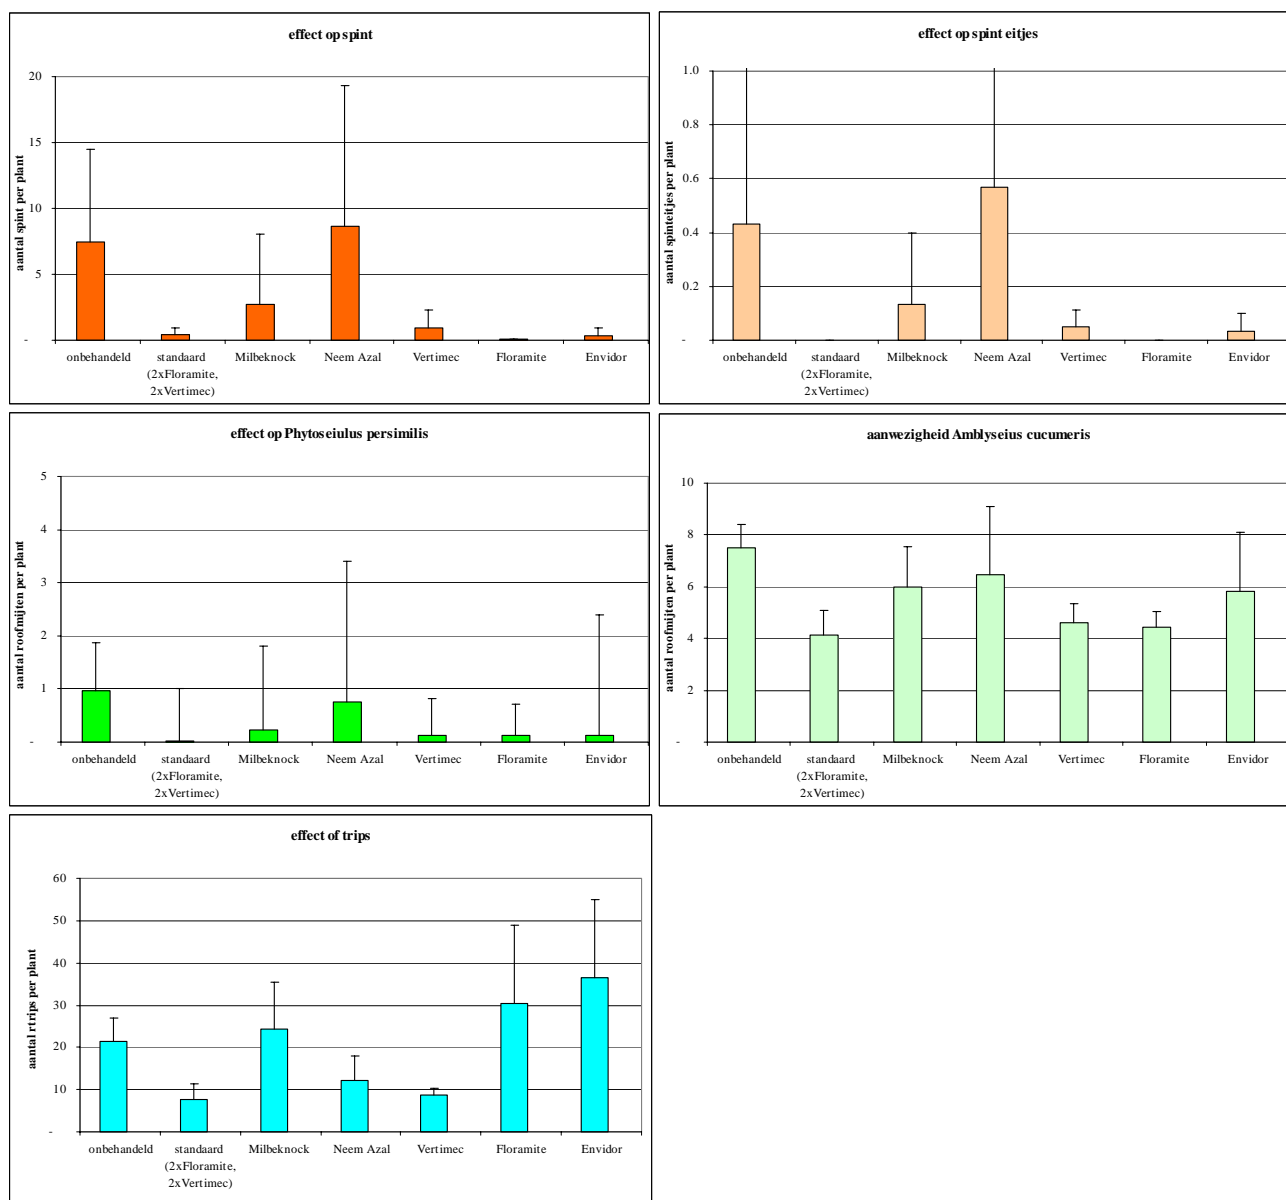 effect op spint
aantal spint per plant
20
15
10
5
-
onbehandeld standaard Milbeknock Neem Azal Vertimec Floramite Envidor
(2xFloramite,
2xVertimec)
effect op spint eitjes
aantal spinteitjes per plant
1.0
0.8
0.6
0.4
0.2
-
onbehandeld standaard Milbeknock Neem Azal Vertimec Floramite Envidor
(2xFloramite,
2xVertimec)
effect op Phytoseiulus persimilis
aantal roofmijten per plant
5
4
3
2
1
-
onbehandeld standaard Milbeknock Neem Azal Vertimec Floramite Envidor
(2xFloramite,
2xVertimec)
aanwezigheid Amblyseius cucumeris
aantal roofmijten per plant
10
8
6
4
2
-
onbehandeld standaard Milbeknock Neem Azal Vertimec Floramite Envidor
(2xFloramite,
2xVertimec)
effect of trips
aantal rtrips per plant
60
50
40
30
20
10
-
onbehandeld standaard Milbeknock Neem Azal Vertimec Floramite Envidor
(2xFloramite,
2xVertimec)